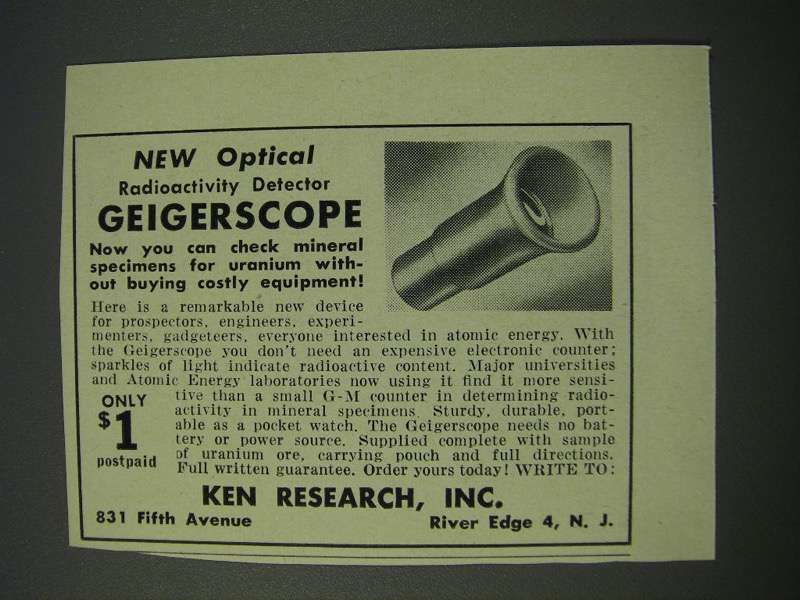 NEW Optical
Radioactivity Detector
GEIGERSCOPE
Now you can check mineral
specimens for uranium with-
out buying costly equipment!
Here is a remarkable new device
for prospectors, engineers, experi-
menters, gadgeteers, everyone interested in atomic energy. With
the Geigerscope you don't need an expensive electronic counter;
sparkles of light indicate radioactive content. Major universities
and Atomic Energy laboratories now using it find it more sensi-
tive than a small G-M counter in determining radio-
activity in mineral specimens. Sturdy, durable, port-
able as a pocket watch. The Geigerscope needs no bat-
tery or power source. Supplied complete with sample
of uranium ore, carrying pouch and full directions.
Full written guarantee. Order yours today! WRITE TO:
ONLY
$1
postpaid
KEN RESEARCH, INC.
831 Fifth Avenue River Edge 4, N. J.